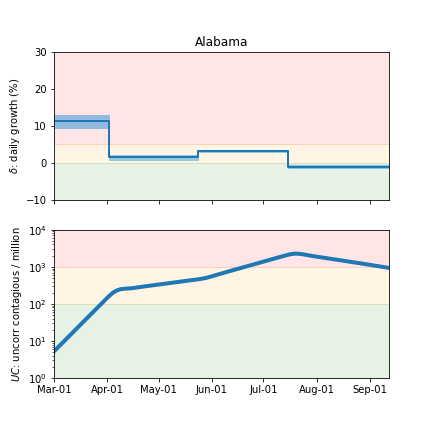 Alabama
δ: daily growth (%)
30
20
10
0
−10
UC: uncorr contagious / million
10⁴
10³
10²
10¹
10⁰
Mar-01 Apr-01 May-01 Jun-01 Jul-01 Aug-01 Sep-01